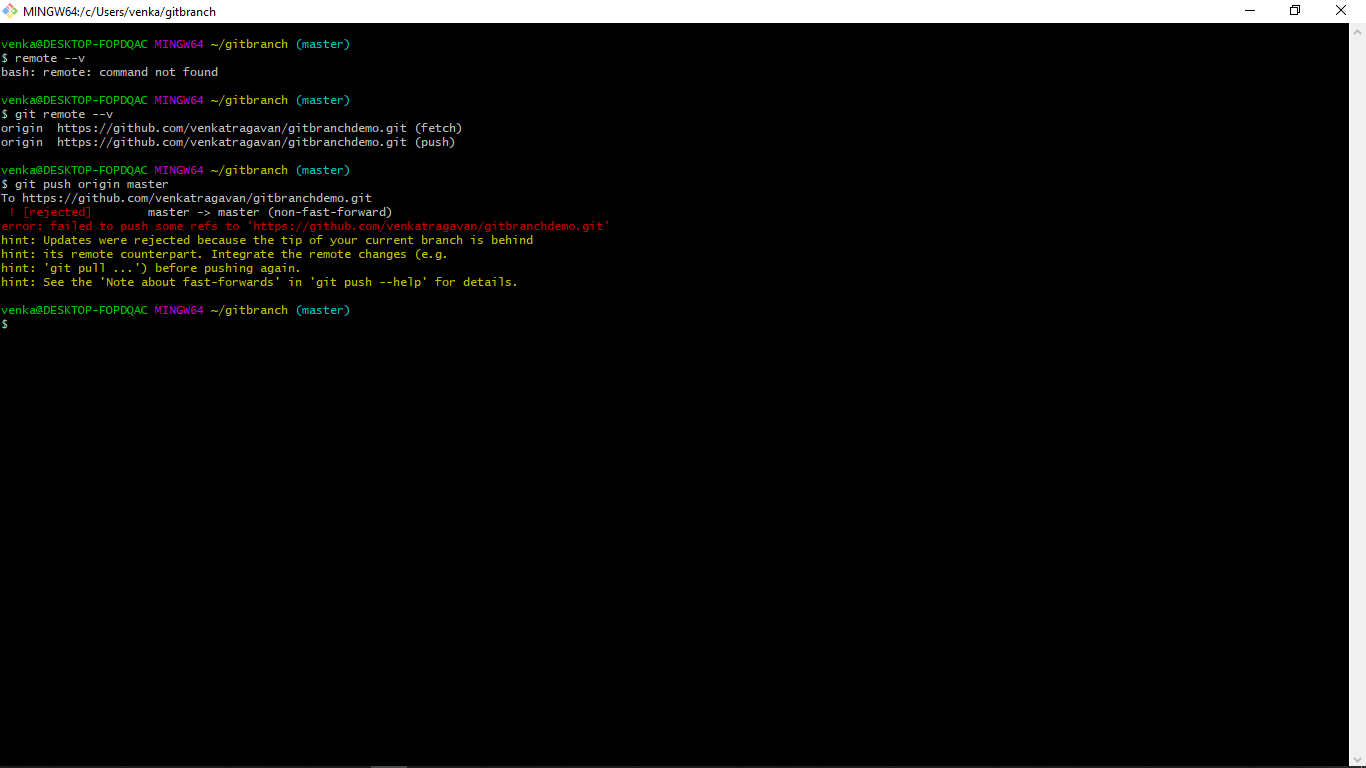 MINGW64:/c/Users/venka/gitbranch
venka@DESKTOP-FOPDQAC MINGW64 ~/gitbranch (master)
$ remote --v
bash: remote: command not found
venka@DESKTOP-FOPDQAC MINGW64 ~/gitbranch (master)
$ git remote --v
origin  https://github.com/venkatragavan/gitbranchdemo.git (fetch)
origin  https://github.com/venkatragavan/gitbranchdemo.git (push)
venka@DESKTOP-FOPDQAC MINGW64 ~/gitbranch (master)
$ git push origin master
To https://github.com/venkatragavan/gitbranchdemo.git
 ! [rejected]        master -> master (non-fast-forward)
error: failed to push some refs to 'https://github.com/venkatragavan/gitbranchdemo.git'
hint: Updates were rejected because the tip of your current branch is behind
hint: its remote counterpart. Integrate the remote changes (e.g.
hint: 'git pull ...') before pushing again.
hint: See the 'Note about fast-forwards' in 'git push --help' for details.
venka@DESKTOP-FOPDQAC MINGW64 ~/gitbranch (master)
$